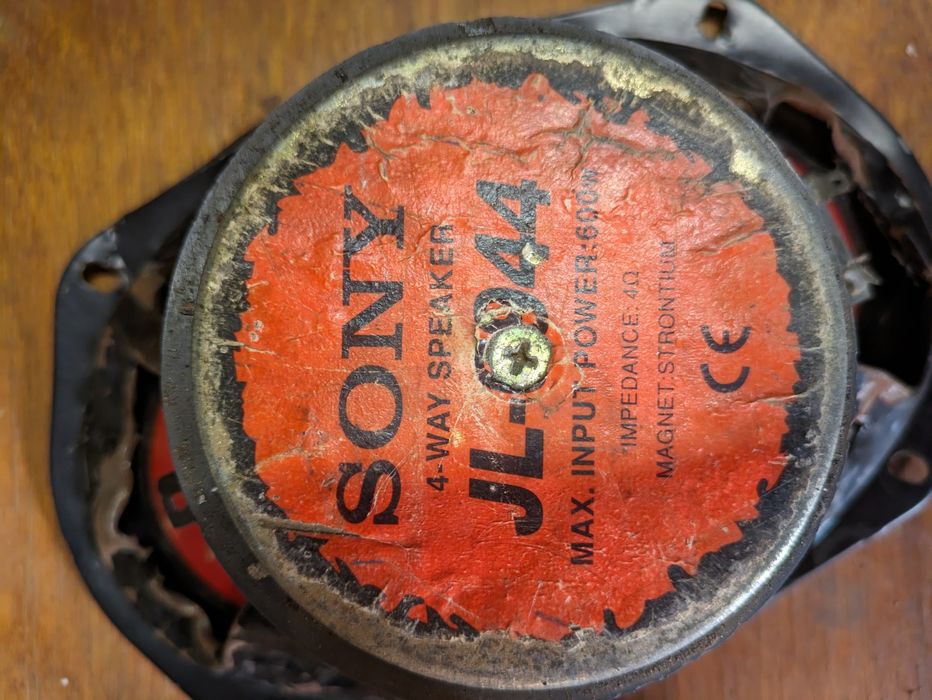 SONY
4-WAY SPEAKER
JL-944
MAX. INPUT POWER:600W
IMPEDANCE. 4Ω
MAGNET. STRONTIUM
CE